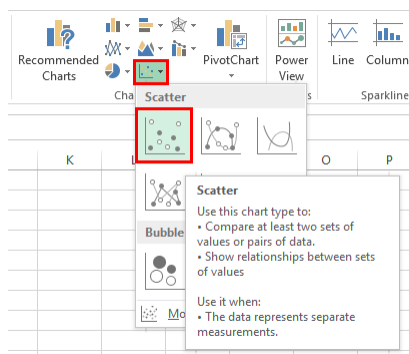 Recommended
Charts
PivotChart
Power
View
Line
Column
Cha
s
Sparkline
Scatter
K
L
O
P
Scatter
Use this chart type to:
• Compare at least two sets of
values or pairs of data.
• Show relationships between sets
of values
Use it when:
• The data represents separate
measurements.
Bubble
Mo